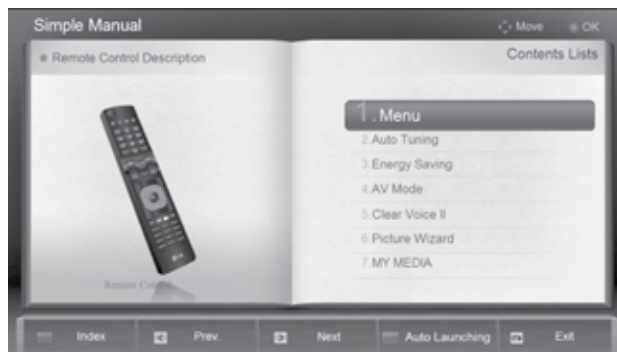 Simple Manual
Move OK
Remote Control Description
Contents Lists
1. Menu
2.Auto Tuning
3.Energy Saving
4.AV Mode
5.Clear Voice II
6.Picture Wizard
7.MY MEDIA
LG
Remote Control
Index Prev. Next Auto Launching Exit